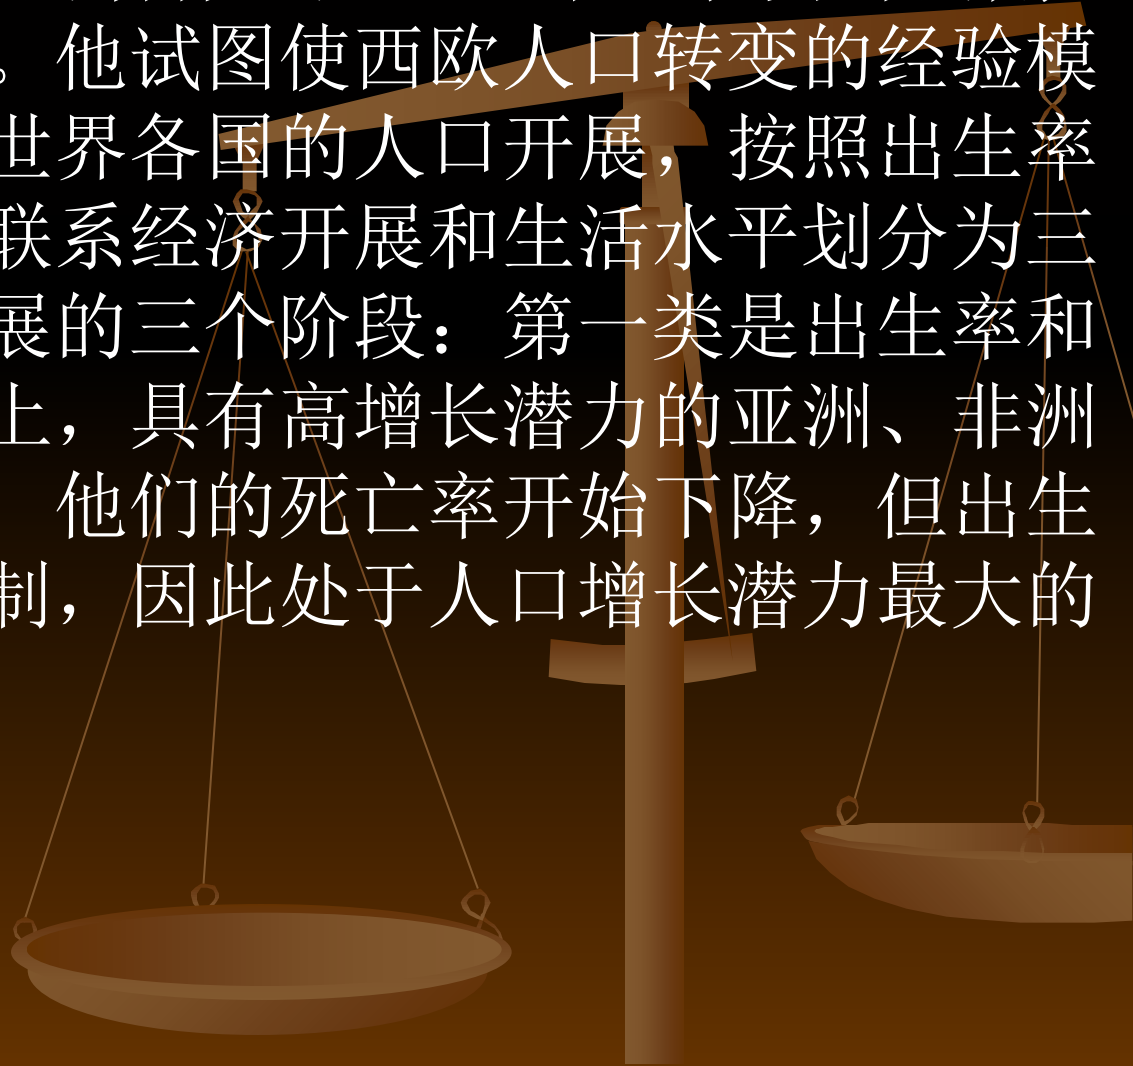 。他试图使西欧人口转变的经验模
世界各国的人口开展，按照出生率
联系经济开展和生活水平划分为三
展的三个阶段：第一类是出生率和
上，具有高增长潜力的亚洲、非洲
他们的死亡率开始下降，但出生
制，因此处于人口增长潜力最大的